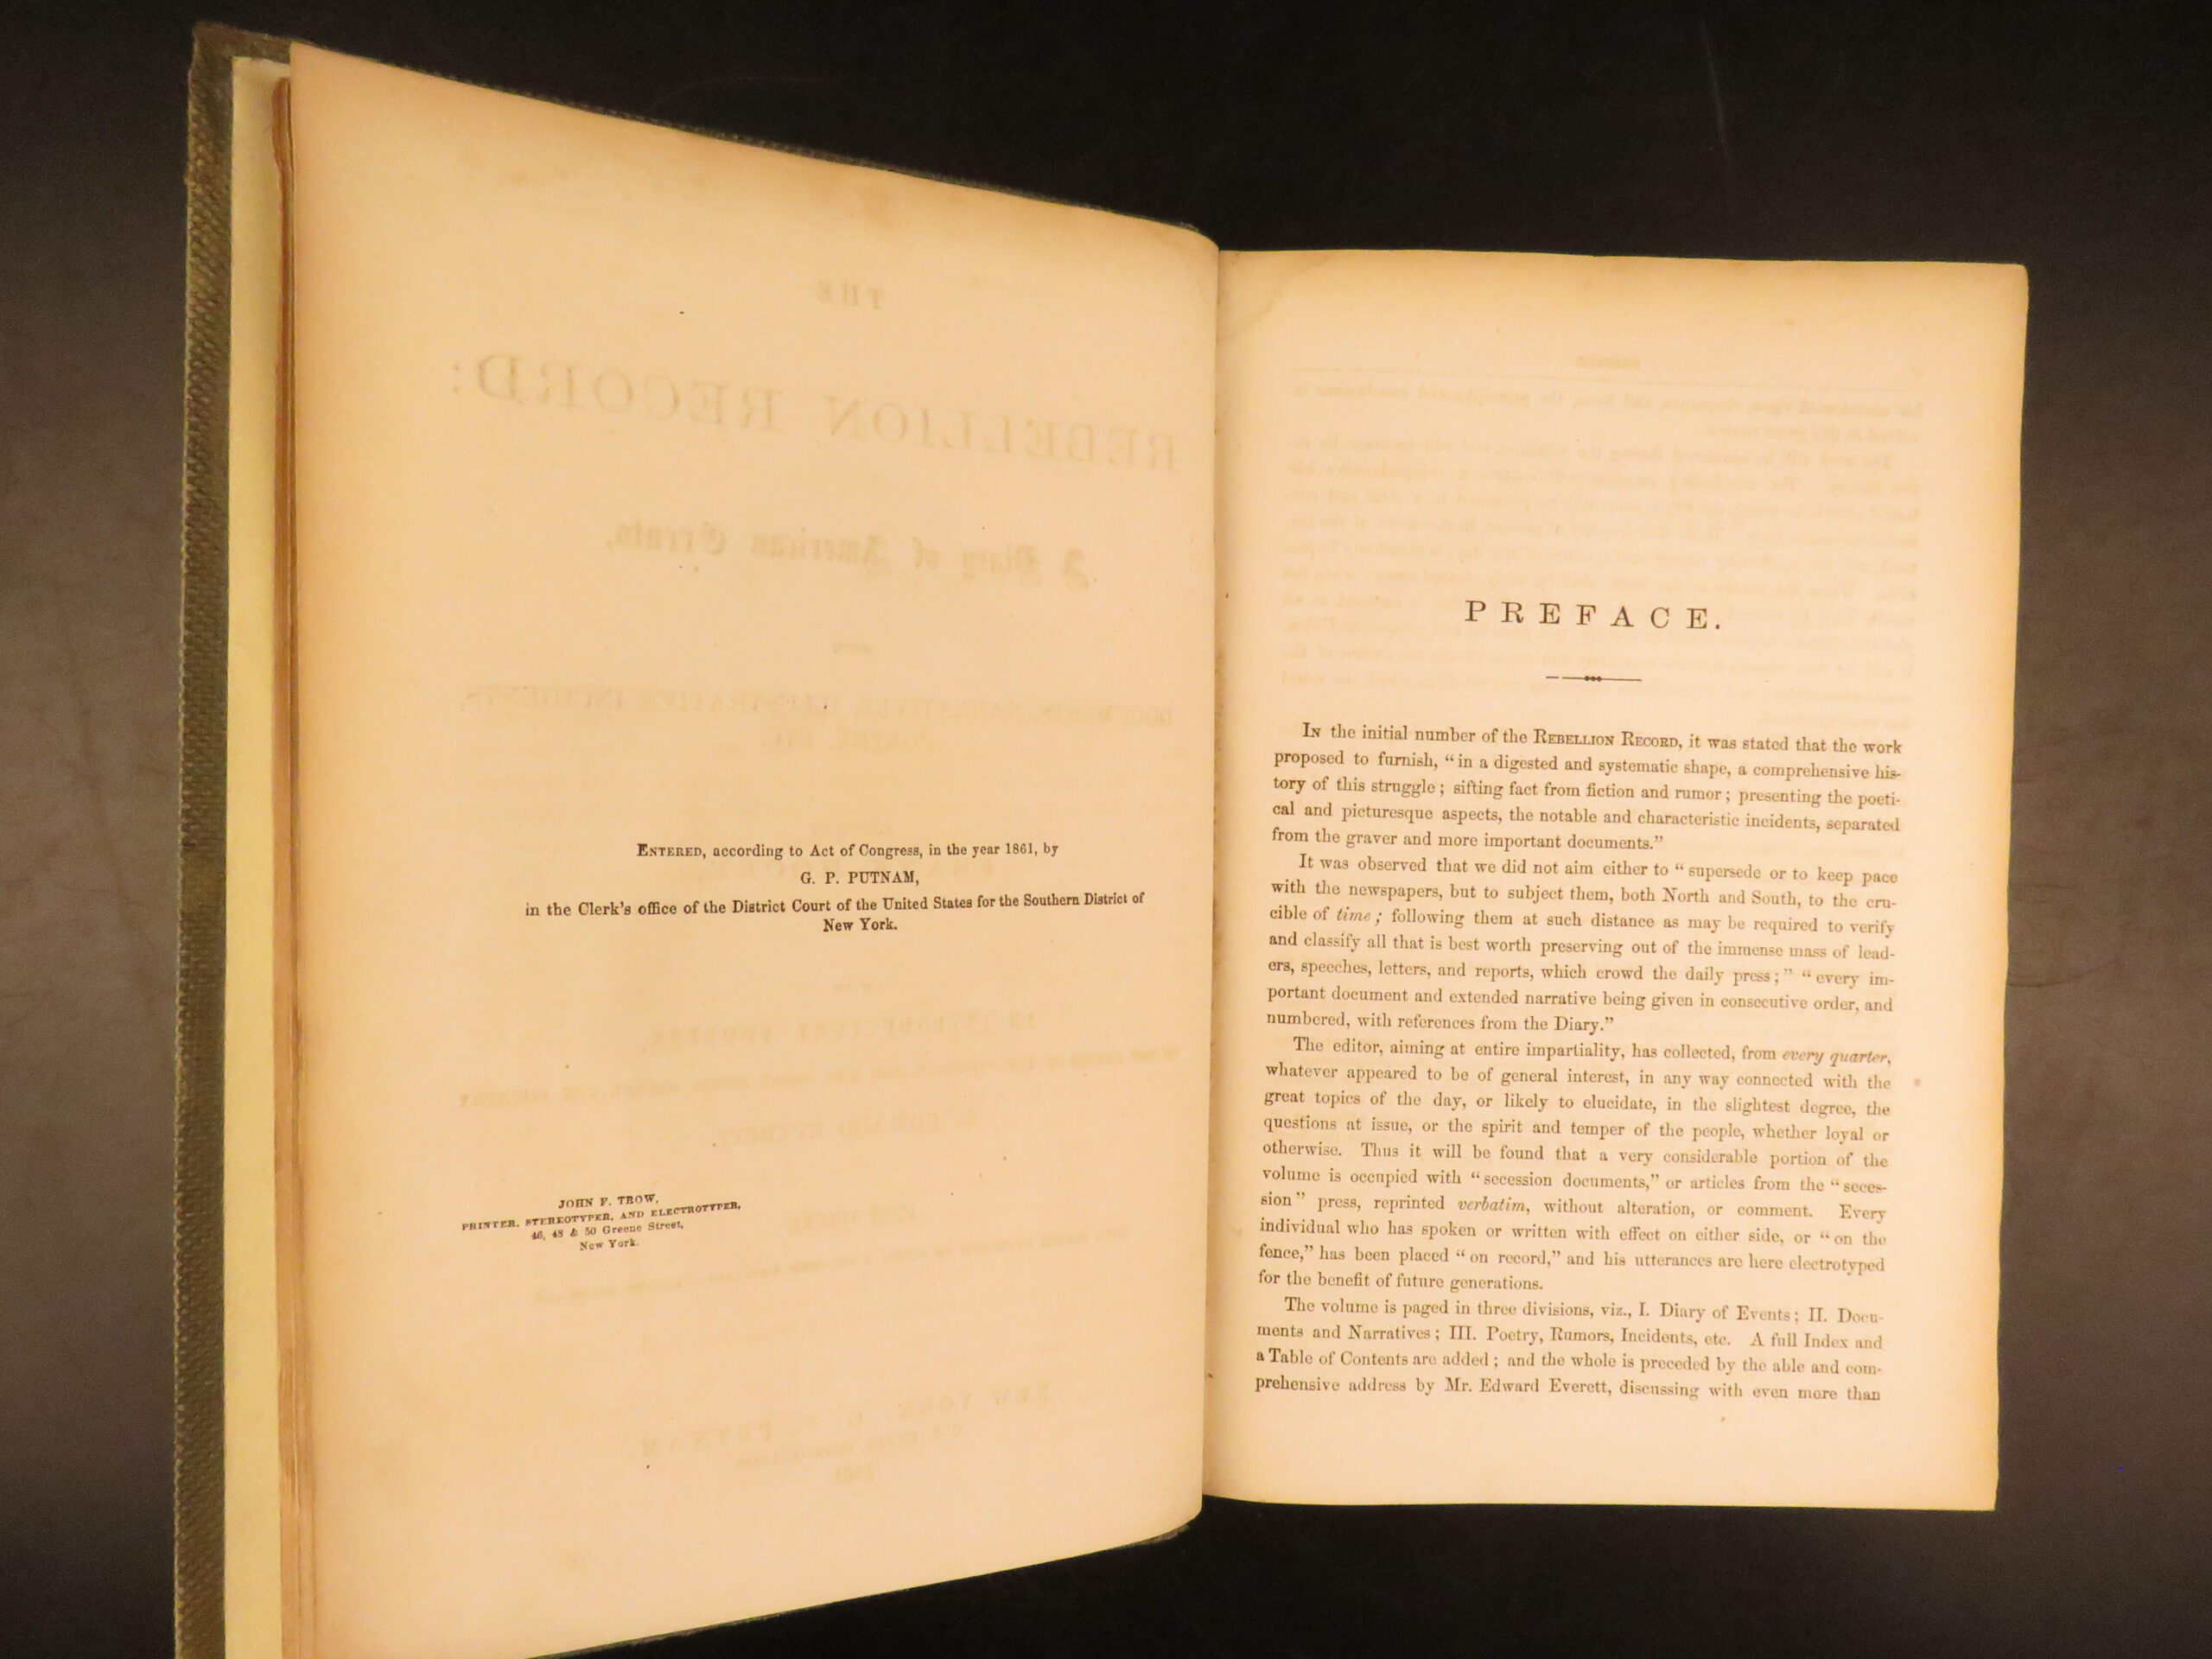 ENTERED, according to Act of Congress, in the year 1861, by
G. P. PUTNAM,
in the Clerk's office of the District Court of the United States for the Southern District of
New York.
JOHN F. TROW,
PRINTER, STEREOTYPER, AND ELECTROTYPER,
46, 48 & 50 Greene Street,
New York.
PREFACE.
IN the initial number of the REBELLION RECORD, it was stated that the work
proposed to furnish, "in a digested and systematic shape, a comprehensive his-
tory of this struggle; sifting fact from fiction and rumor; presenting the poeti-
cal and picturesque aspects, the notable and characteristic incidents, separated
from the graver and more important documents."
It was observed that we did not aim either to "supersede or to keep pace
with the newspapers, but to subject them, both North and South, to the cru-
cible of time; following them at such distance as may be required to verify
and classify all that is best worth preserving out of the immense mass of lead-
ers, speeches, letters, and reports, which crowd the daily press;" "every im-
portant document and extended narrative being given in consecutive order, and
numbered, with references from the Diary."
The editor, aiming at entire impartiality, has collected, from every quarter,
whatever appeared to be of general interest, in any way connected with the
great topics of the day, or likely to elucidate, in the slightest degree, the
questions at issue, or the spirit and temper of the people, whether loyal or
otherwise. Thus it will be found that a very considerable portion of the
volume is occupied with "secession documents," or articles from the "seces-
sion" press, reprinted verbatim, without alteration, or comment. Every
individual who has spoken or written with effect on either side, or "on the
fence," has been placed "on record," and his utterances are here electrotyped
for the benefit of future generations.
The volume is paged in three divisions, viz., I. Diary of Events; II. Docu-
ments and Narratives; III. Poetry, Rumors, Incidents, etc. A full Index and
a Table of Contents are added; and the whole is preceded by the able and com-
prehensive address by Mr. Edward Everett, discussing with even more than